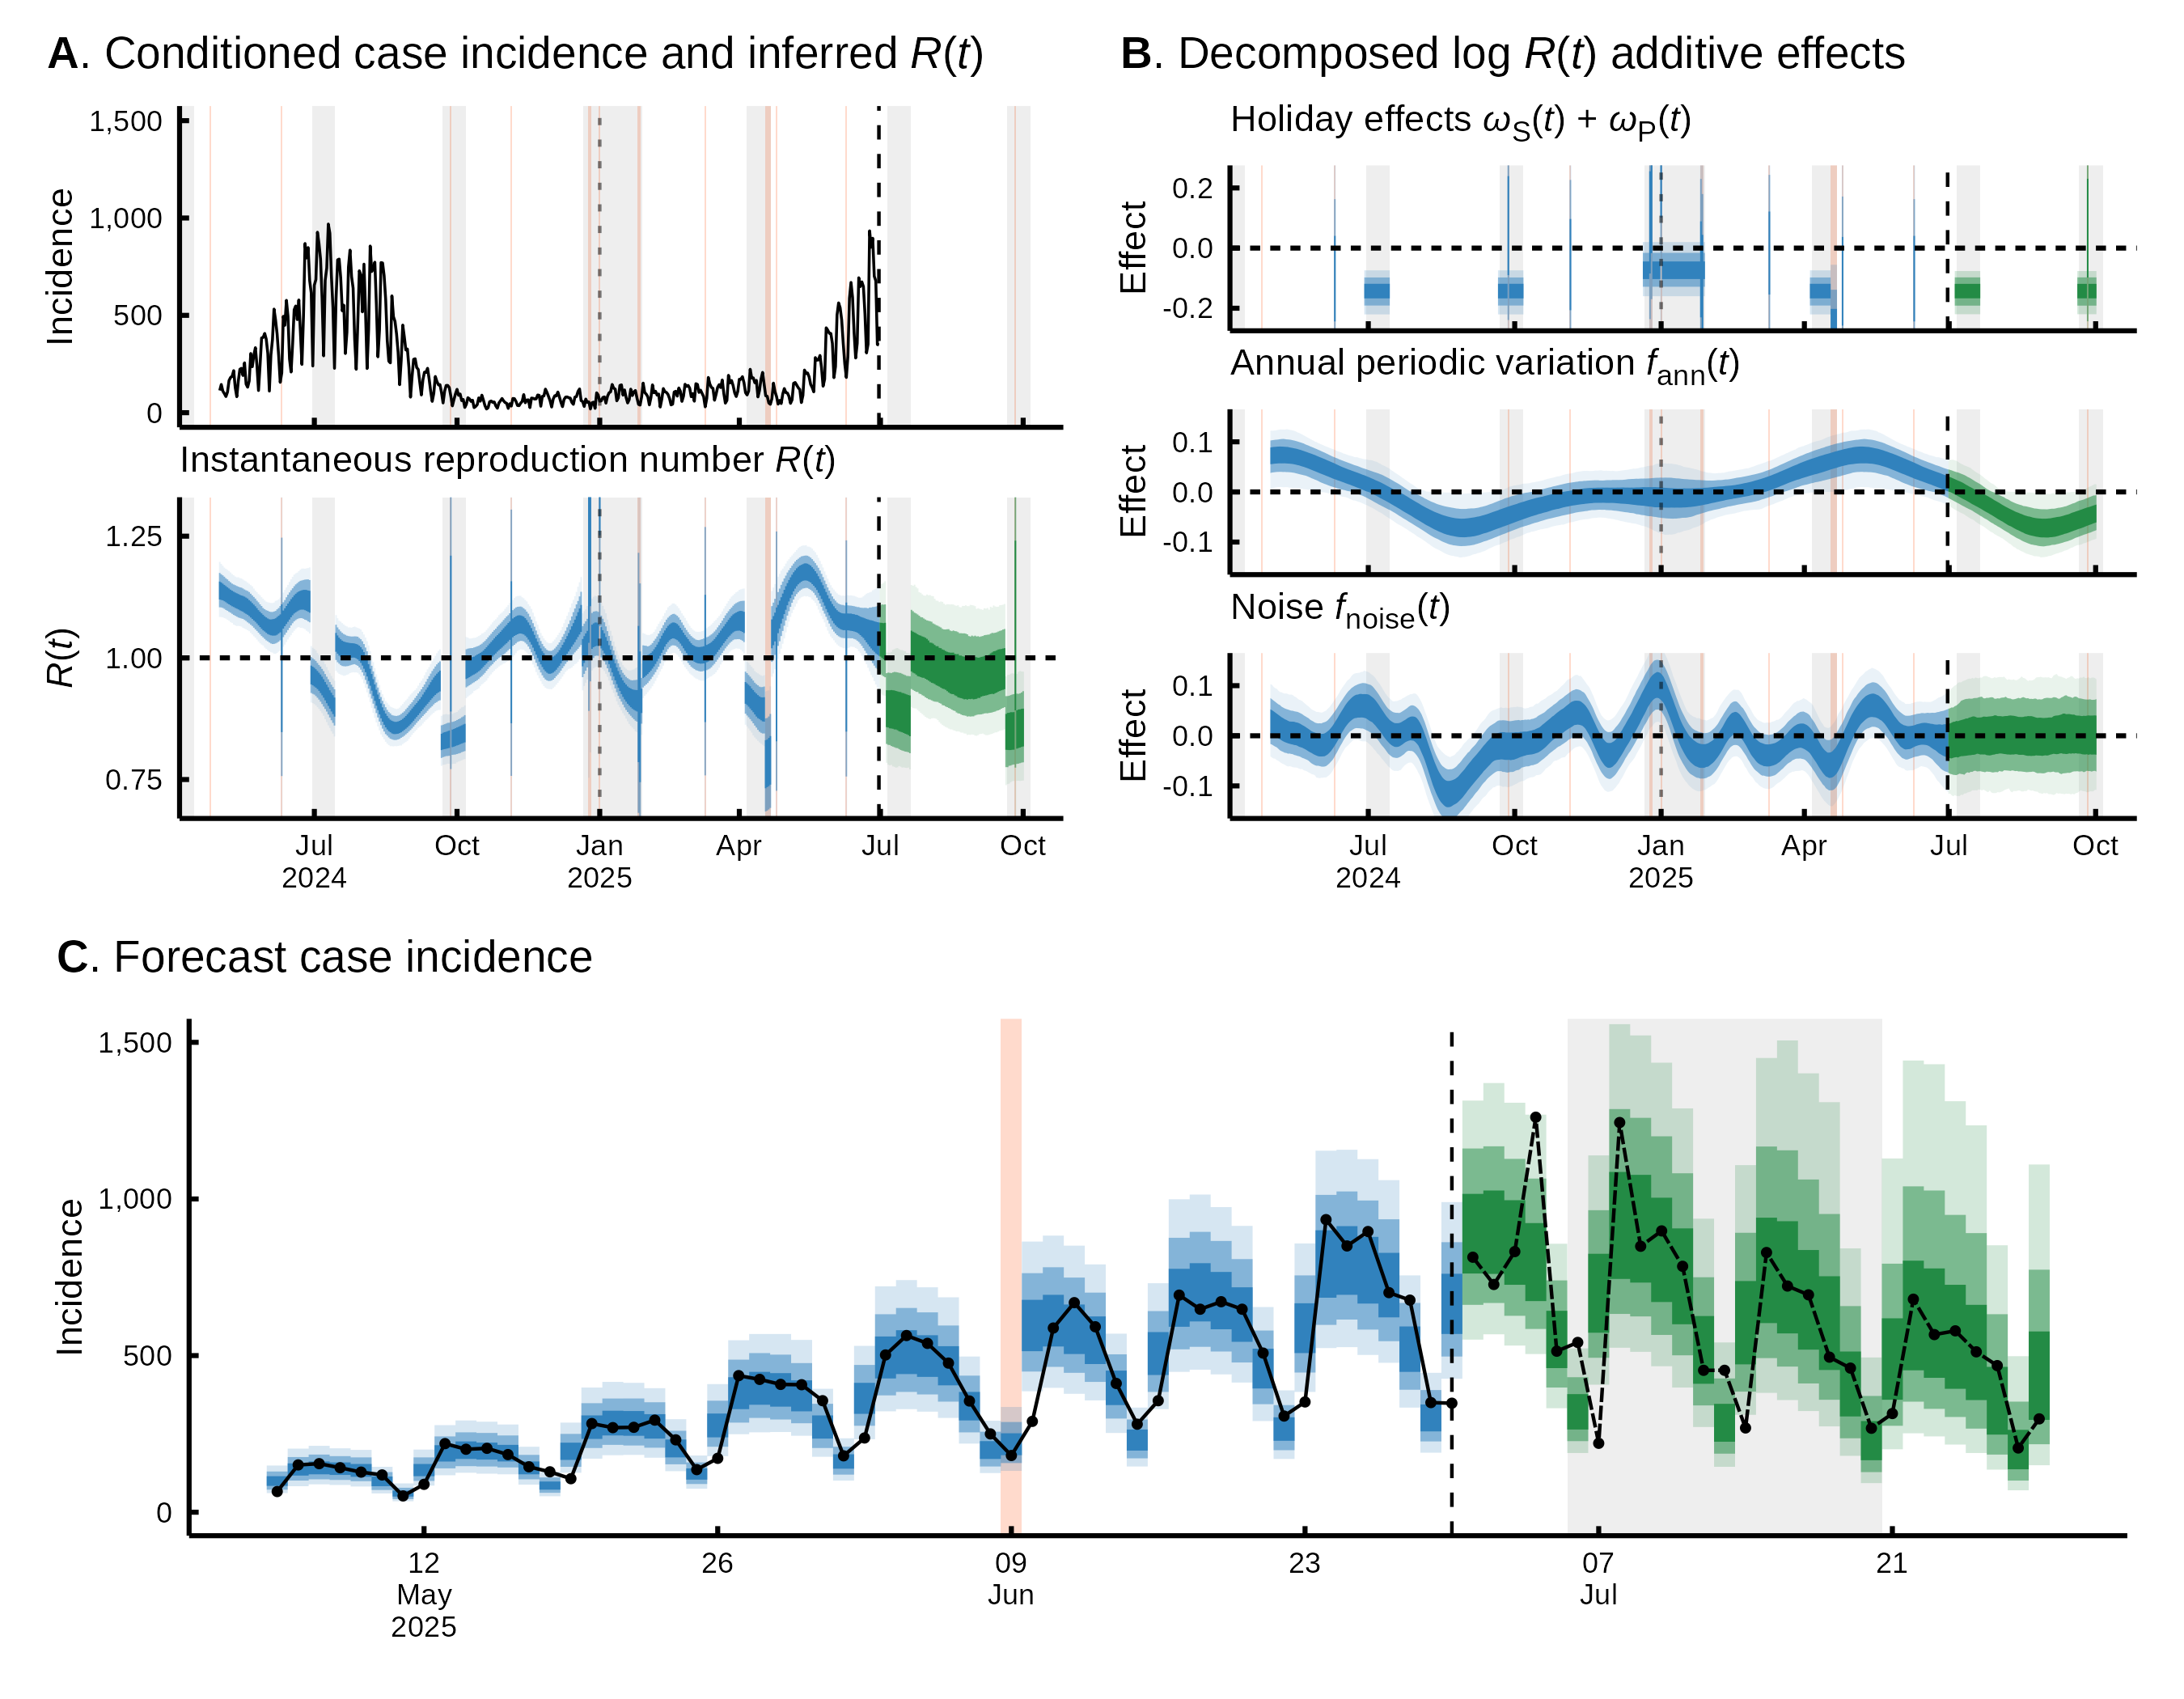 A. Conditioned case incidence and inferred R(t)
1,500
1,000
500
0
Incidence
Instantaneous reproduction number R(t)
1.25
1.00
0.75
R(t)
Jul Oct Jan Apr Jul Oct
2024 2025
B. Decomposed log R(t) additive effects
Holiday effects ωS(t) + ωP(t)
0.2
0.0
-0.2
Effect
Annual periodic variation fann(t)
0.1
0.0
-0.1
Effect
Noise fnoise(t)
0.1
0.0
-0.1
Effect
Jul Oct Jan Apr Jul Oct
2024 2025
C. Forecast case incidence
1,500
1,000
500
0
Incidence
12 26 09 23 07 21
May Jun Jul
2025